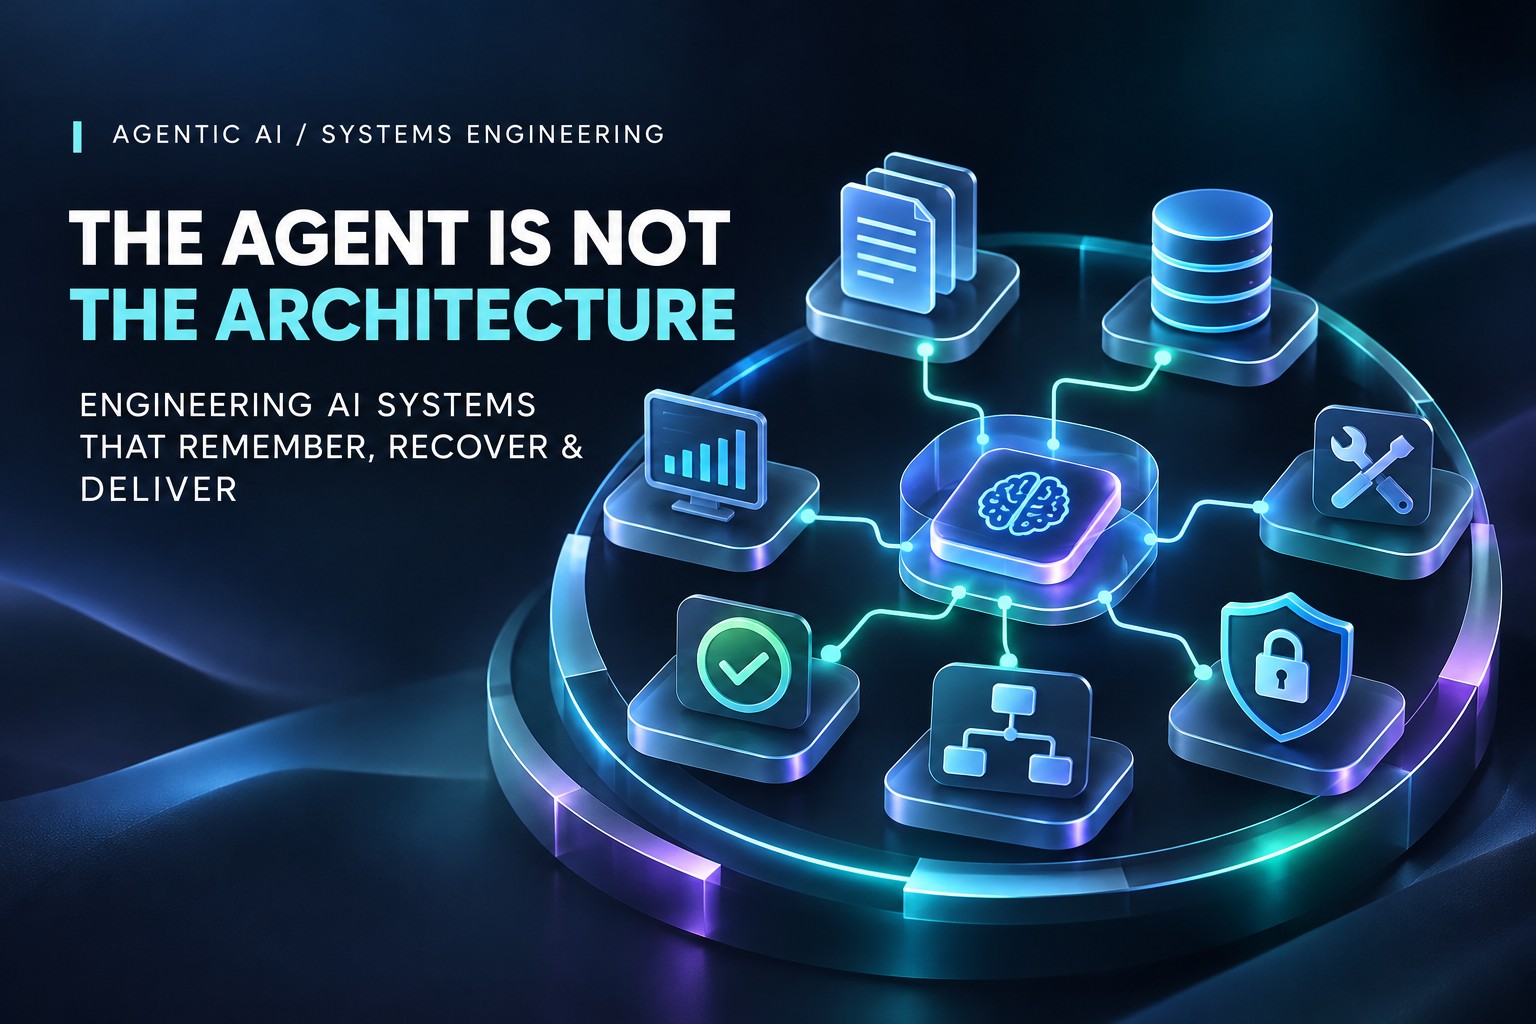 AGENTIC AI / SYSTEMS ENGINEERING
THE AGENT IS NOT
THE ARCHITECTURE
ENGINEERING AI SYSTEMS
THAT REMEMBER, RECOVER &
DELIVER